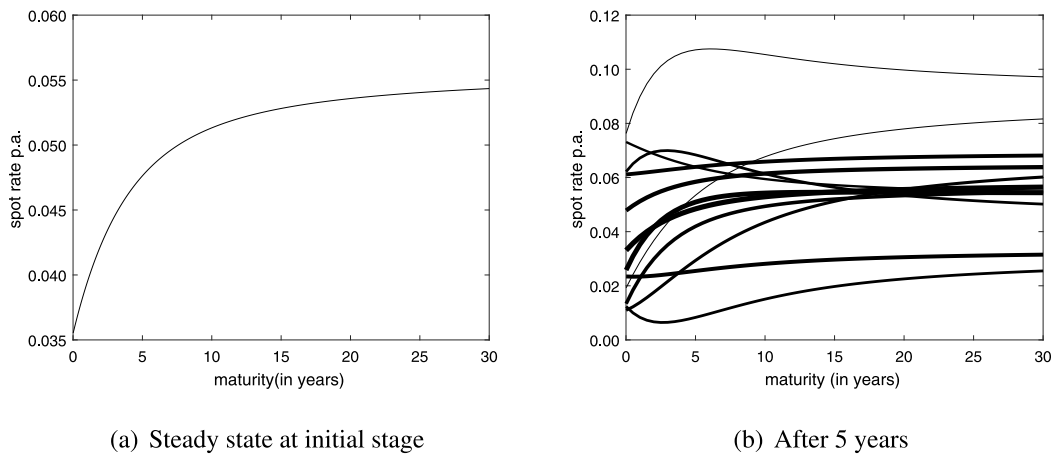 0.060
0.055
0.050
0.045
0.040
0.035
spot rate p.a.
0 5 10 15 20 25 30
maturity(in years)
(a) Steady state at initial stage
0.12
0.10
0.08
0.06
0.04
0.02
0.00
spot rate p.a.
0 5 10 15 20 25 30
maturity (in years)
(b) After 5 years